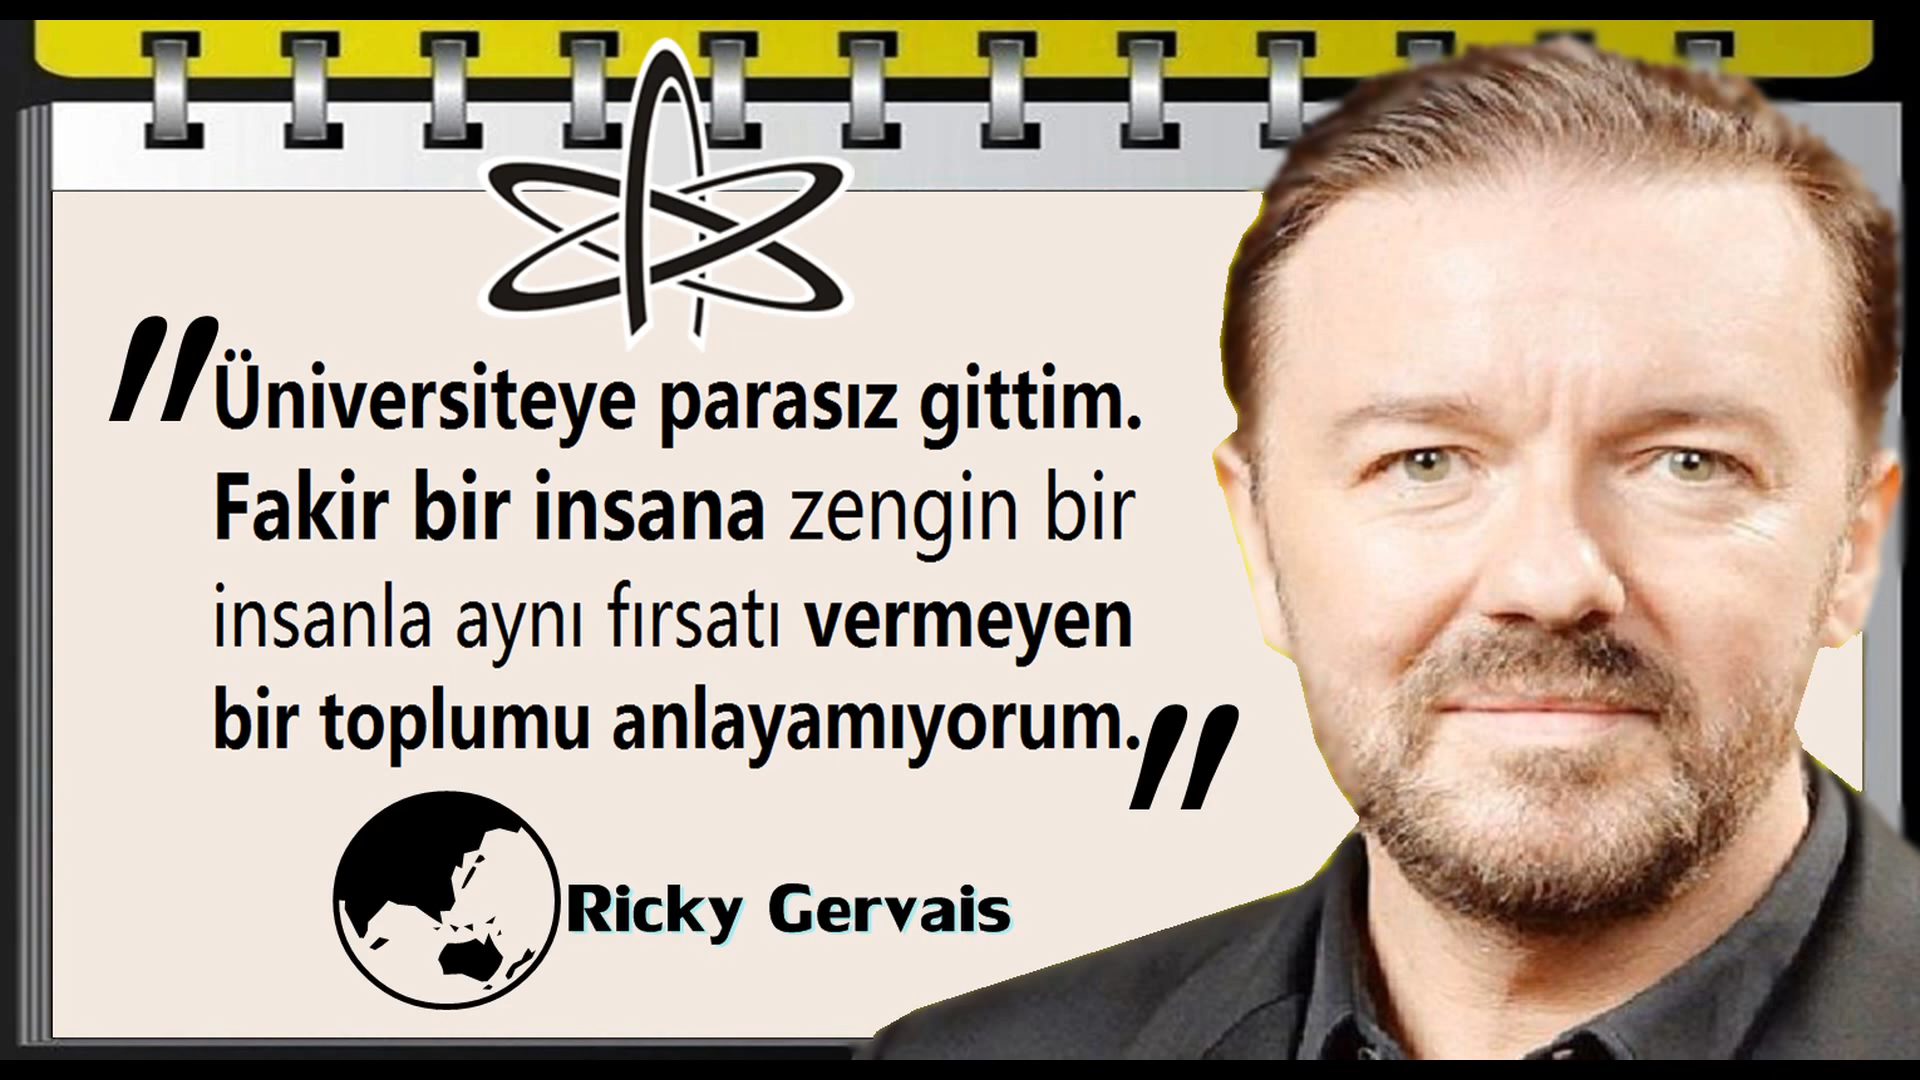 "Üniversiteye parasız gittim.
Fakir bir insana zengin bir
insanla aynı fırsatı vermeyen
bir toplumu anlayamıyorum."
Ricky Gervais